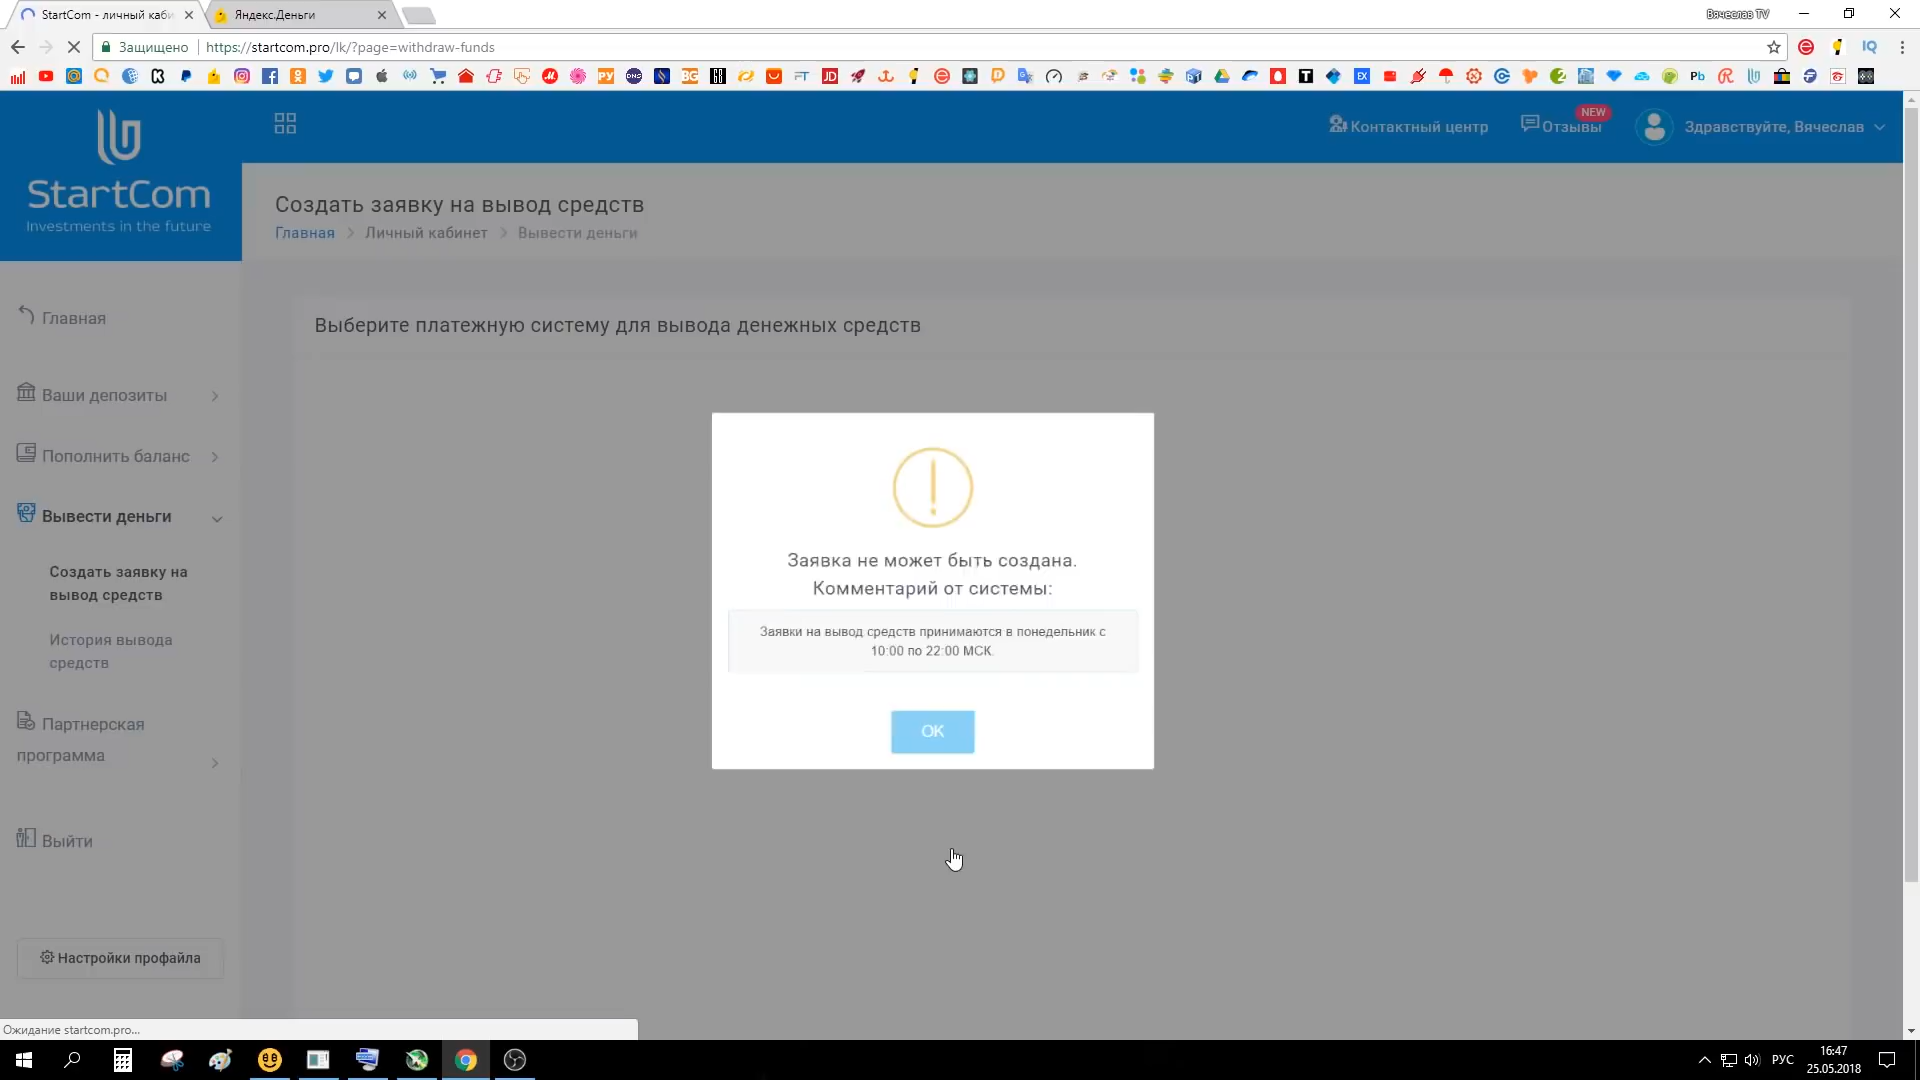 StartCom - личный каби
Яндекс.Деньги
Вячеслав TV
Защищено
https://startcom.pro/lk/?page=withdraw-funds
StartCom
Investments in the future
Контактный центр
Отзывы
NEW
Здравствуйте, Вячеслав
Создать заявку на вывод средств
Главная > Личный кабинет > Вывести деньги
Выберите платежную систему для вывода денежных средств
Главная
Ваши депозиты
Пополнить баланс
Вывести деньги
Создать заявку на
вывод средств
История вывода
средств
Партнерская
программа
Выйти
Настройки профайла
Заявка не может быть создана.
Комментарий от системы:
Заявки на вывод средств принимаются в понедельник с
10:00 по 22:00 МСК.
OK
Ожидание startcom.pro...
РУС
16:47
25.05.2018